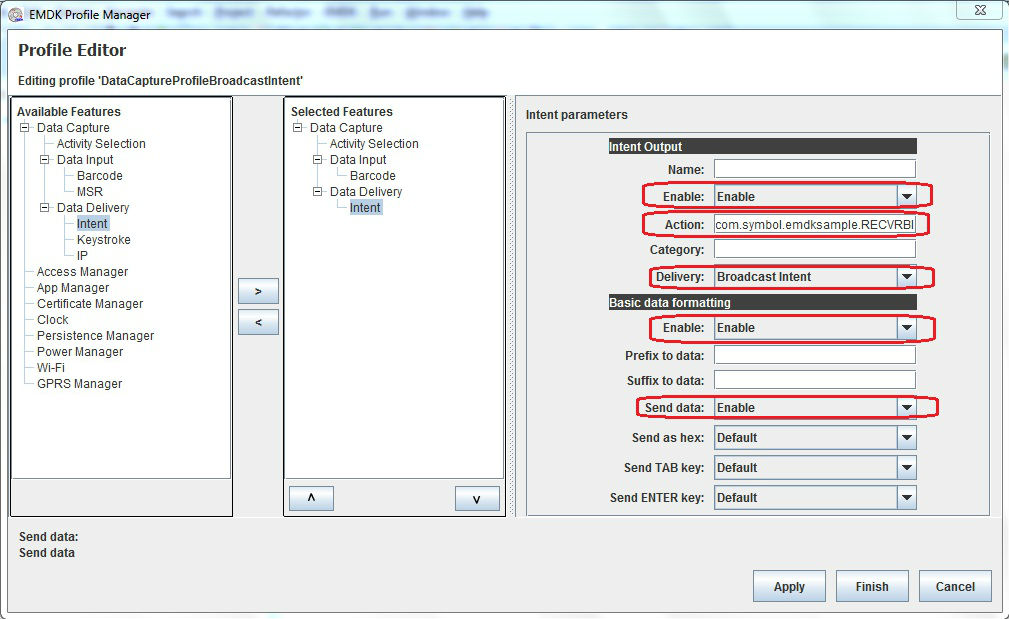 EMDK Profile Manager
Profile Editor
Editing profile 'DataCaptureProfileBroadcastIntent'
Available Features
Data Capture
Activity Selection
Data Input
Barcode
MSR
Data Delivery
Intent
Keystroke
IP
Access Manager
App Manager
Certificate Manager
Clock
Persistence Manager
Power Manager
Wi-Fi
GPRS Manager
>
<
Selected Features
Data Capture
Activity Selection
Data Input
Barcode
Data Delivery
Intent
Intent parameters
Intent Output
Name:
Enable: Enable
Action: com.symbol.emdksample.RECVRBI
Category:
Delivery: Broadcast Intent
Basic data formatting
Enable: Enable
Prefix to data:
Suffix to data:
Send data: Enable
Send as hex: Default
Send TAB key: Default
Send ENTER key: Default
Send data:
Send data
Apply Finish Cancel